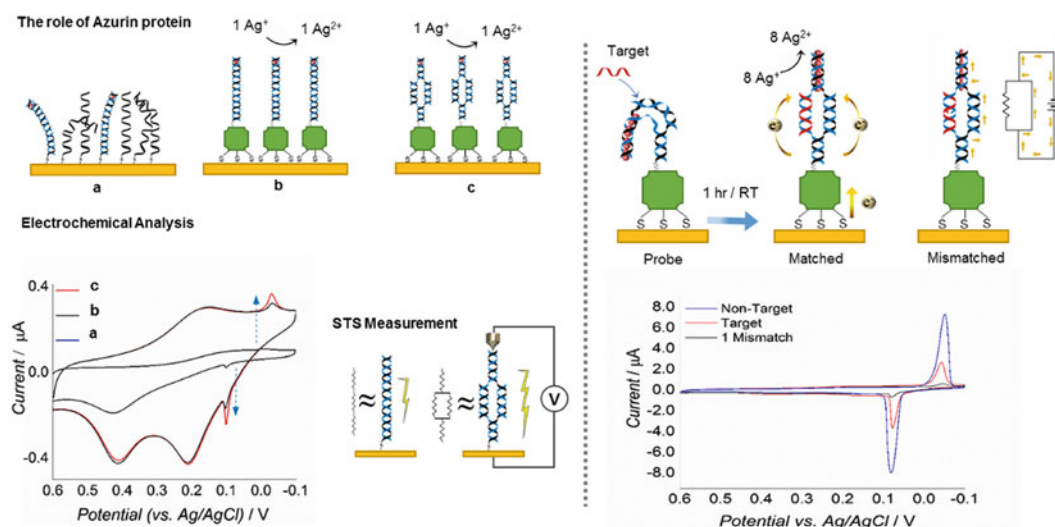 The role of Azurin protein
1 Ag⁺ 1 Ag²⁺
1 Ag⁺ 1 Ag²⁺
a
b
c
Electrochemical Analysis
0.4
0.0
-0.4
Current / μA
c
b
a
0.6 0.5 0.4 0.3 0.2 0.1 0.0 -0.1
Potential (vs. Ag/AgCl) / V
STS Measurement
≈
≈
V
Target
8 Ag⁺
8 Ag²⁺
e⁻ e⁻
e⁻
1 hr / RT
S S S
S S S
S S S
Probe
Matched
Mismatched
8.0
6.0
4.0
2.0
0.0
-2.0
-4.0
-6.0
-8.0
Current / μA
Non-Target
Target
1 Mismatch
0.6 0.5 0.4 0.3 0.2 0.1 0.0 -0.1
Potential vs. Ag/AgCl / V